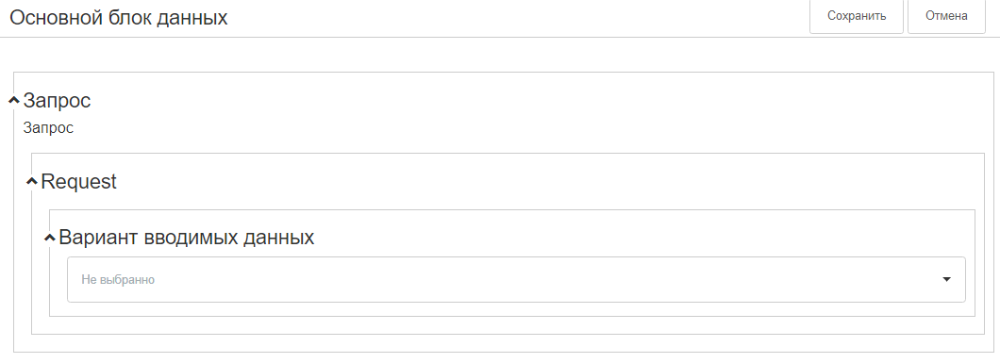 Основной блок данных
Сохранить
Отмена
Запрос
Запрос
Request
Вариант вводимых данных
Не выбранно